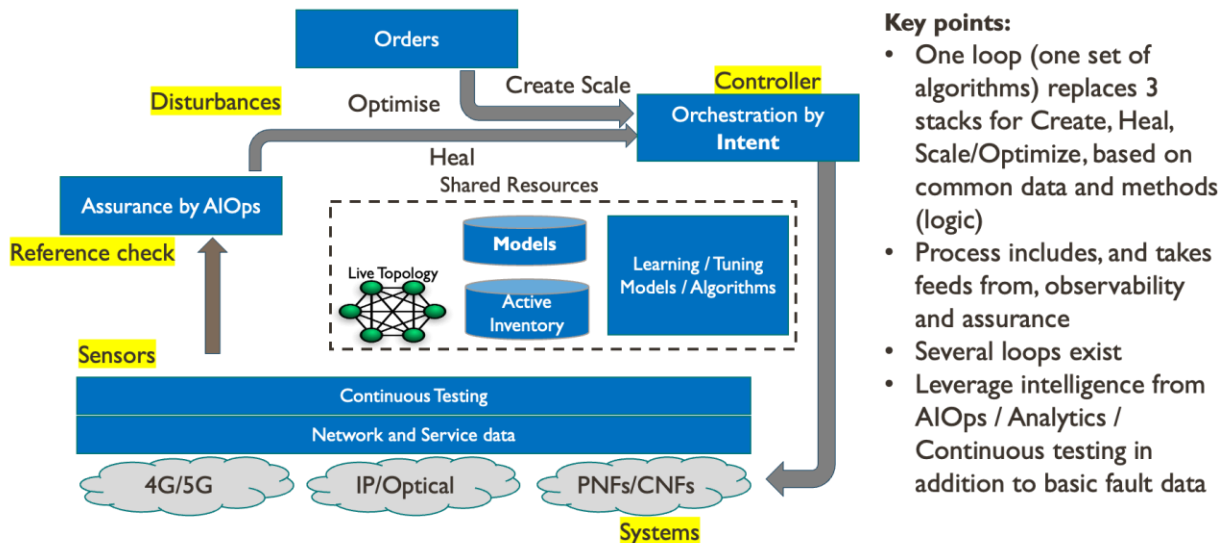 Orders
Disturbances
Optimise
Create Scale
Controller
Orchestration by
Intent
Heal
Assurance by AIOps
Reference check
Shared Resources
Models
Live Topology
Active
Inventory
Learning / Tuning
Models / Algorithms
Sensors
Continuous Testing
Network and Service data
4G/5G
IP/Optical
PNFs/CNFs
Systems
Key points:
• One loop (one set of
algorithms) replaces 3
stacks for Create, Heal,
Scale/Optimize, based on
common data and methods
(logic)
• Process includes, and takes
feeds from, observability
and assurance
• Several loops exist
• Leverage intelligence from
AIOps / Analytics /
Continuous testing in
addition to basic fault data